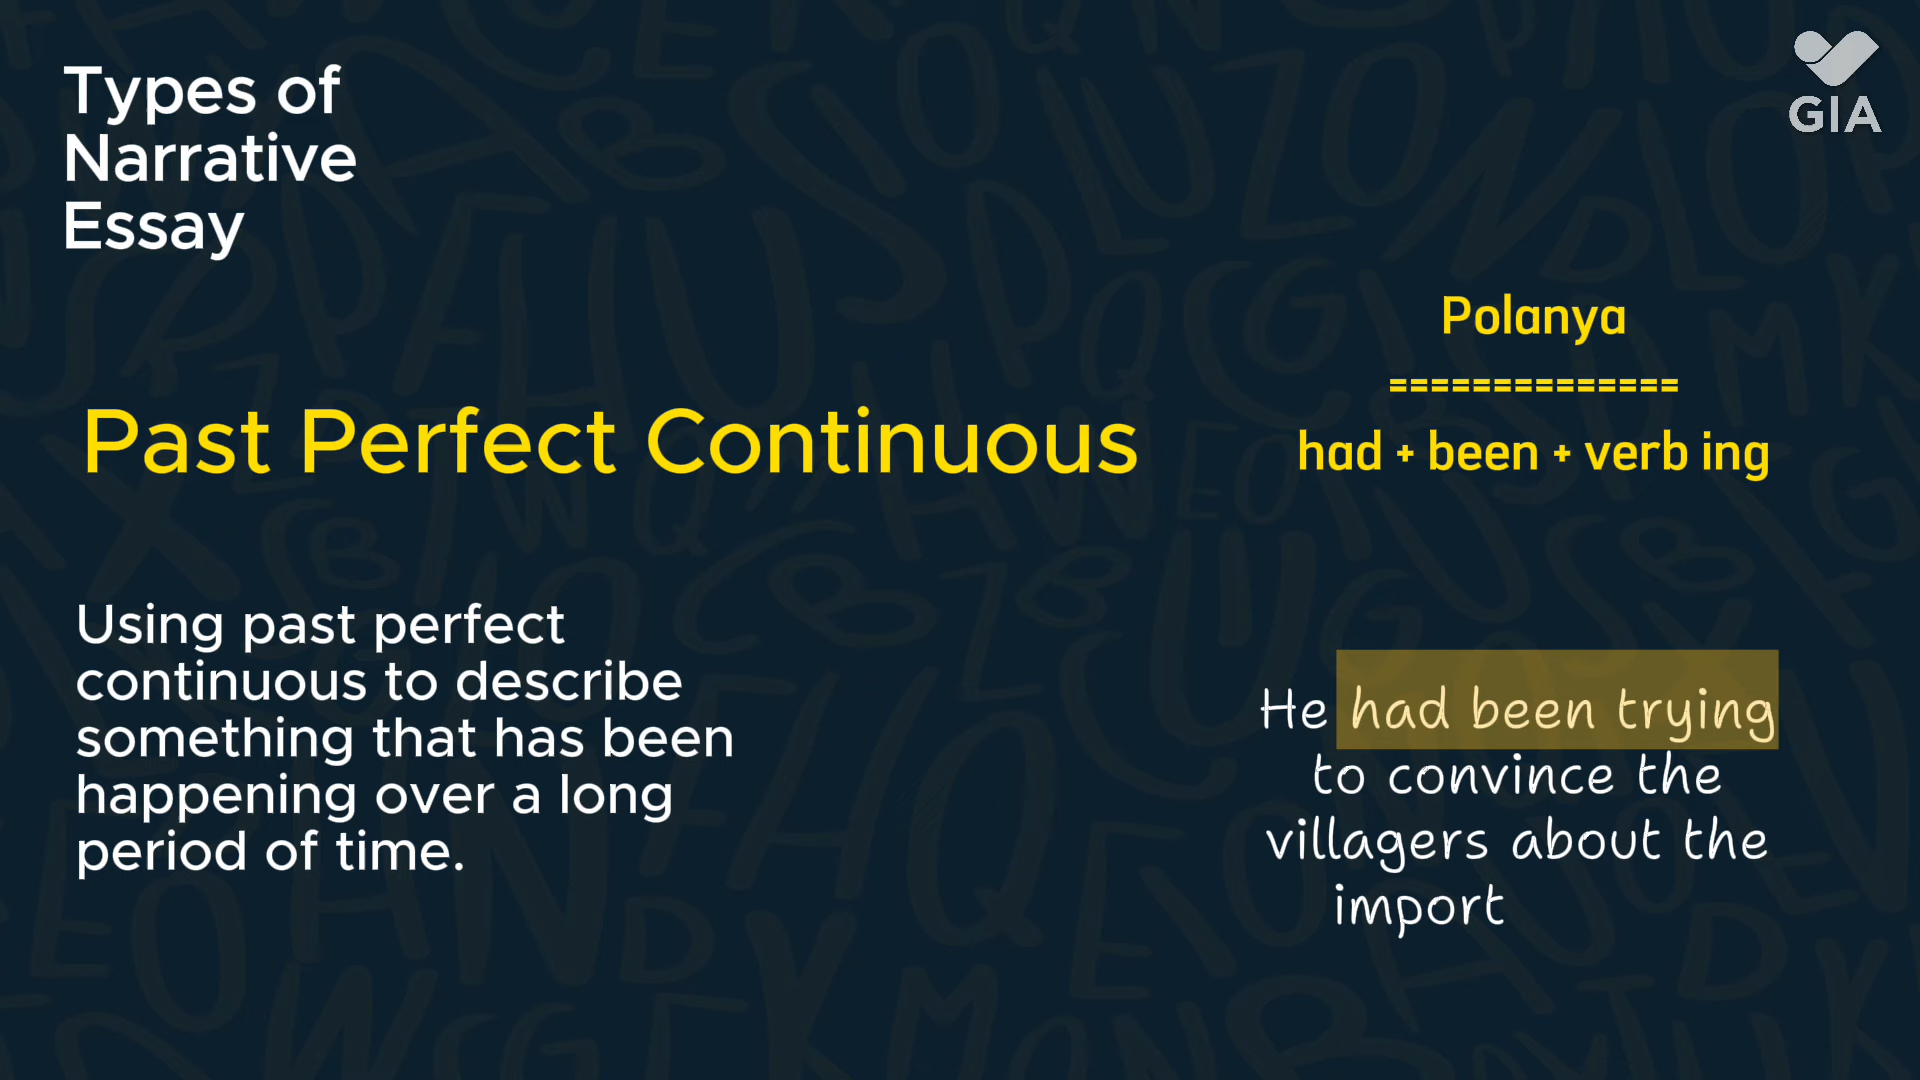 Types of
Narrative
Essay
GIA
Past Perfect Continuous
Polanya
==============
had + been + verb ing
Using past perfect
continuous to describe
something that has been
happening over a long
period of time.
He had been trying
to convince the
villagers about the
import